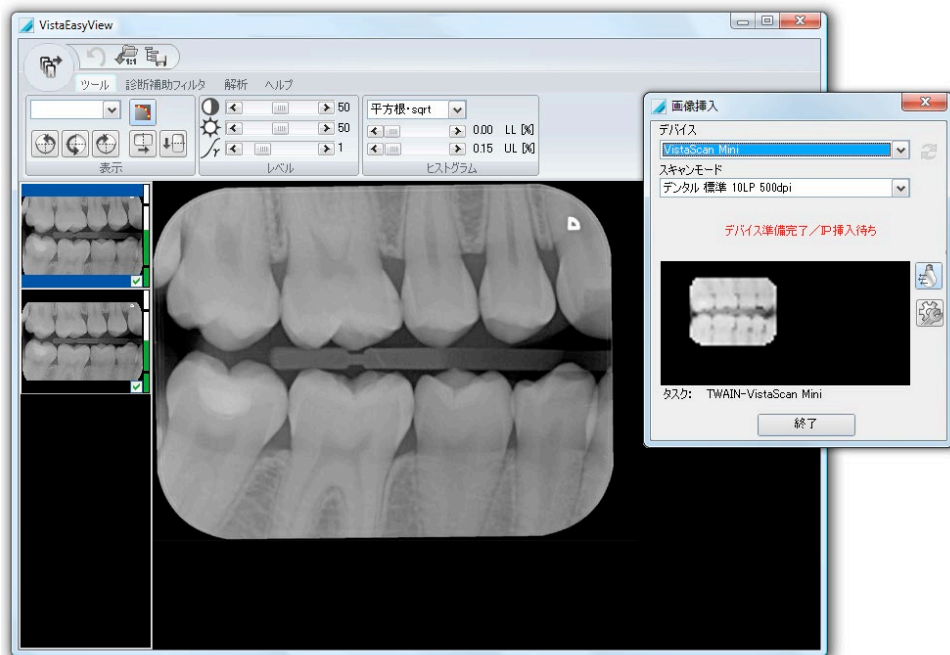 VistaEasyView
1:1
ツール 診断補助フィルタ 解析 ヘルプ
50
50
1
平方根・sqrt
0.00 LL [%]
0.15 UL [%]
表示 レベル ヒストグラム
画像挿入
デバイス
VistaScan Mini
スキャンモード
デンタル 標準 10LP 500dpi
デバイス準備完了/IP挿入待ち
タスク: TWAIN-VistaScan Mini
終了